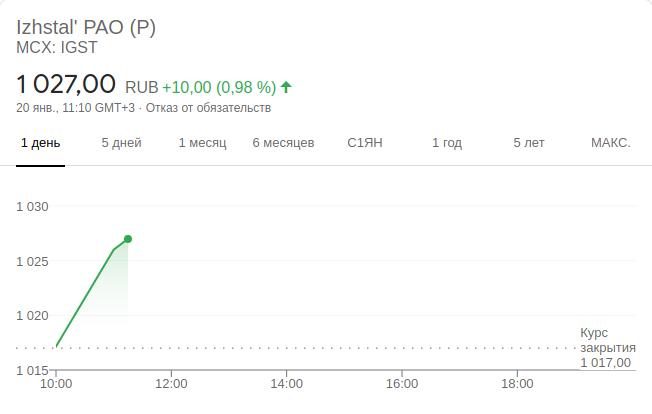 Izhstal' PAO (P)
MCX: IGST
1 027,00 RUB +10,00 (0,98 %)
20 янв., 11:10 GMT+3 · Отказ от обязательств
1 день 5 дней 1 месяц 6 месяцев С1ЯН 1 год 5 лет МАКС.
1 030
1 025
1 020
Курс
закрытия
1 017,00
1 015
10:00 12:00 14:00 16:00 18:00